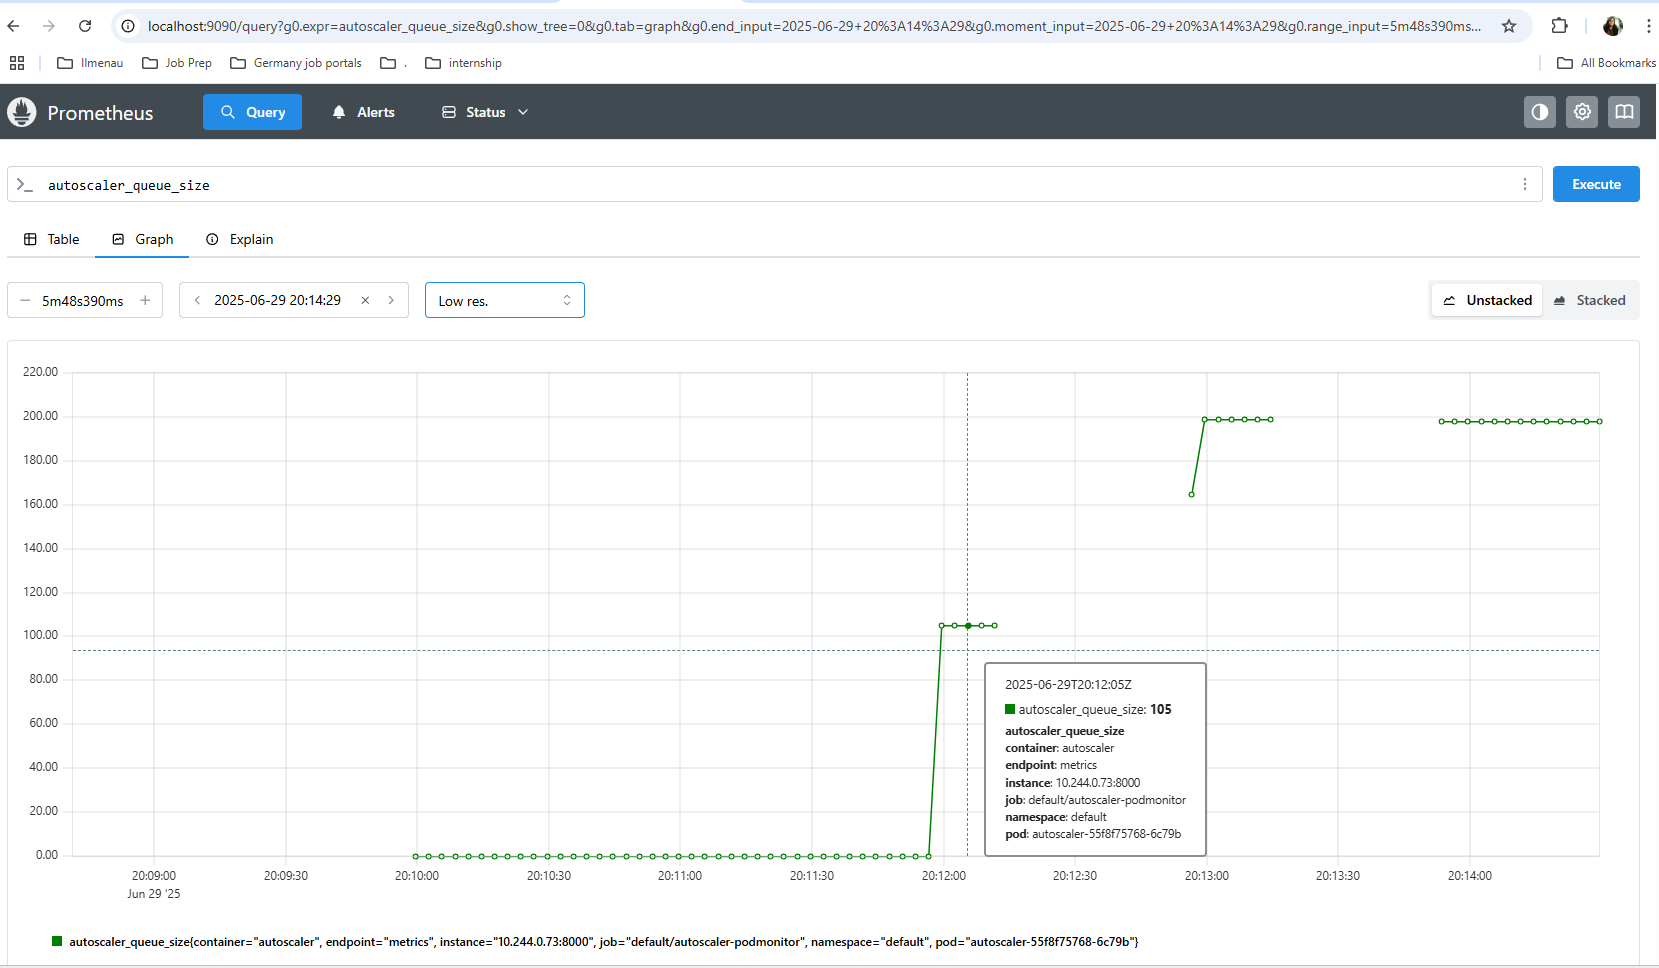 localhost:9090/query?g0.expr=autoscaler_queue_size&g0.show_tree=0&g0.tab=graph&g0.end_input=2025-06-29+20%3A14%3A29&g0.moment_input=2025-06-29+20%3A14%3A29&g0.range_input=5m48s390ms...
Ilmenau Job Prep Germany job portals . internship All Bookmarks
Prometheus Query Alerts Status
>_ autoscaler_queue_size Execute
Table Graph Explain
− 5m48s390ms + 2025-06-29 20:14:29 × Low res. Unstacked Stacked
220.00
200.00
180.00
160.00
140.00
120.00
100.00
80.00
60.00
40.00
20.00
0.00
2025-06-29T20:12:05Z
autoscaler_queue_size: 105
autoscaler_queue_size
container: autoscaler
endpoint: metrics
instance: 10.244.0.73:8000
job: default/autoscaler-podmonitor
namespace: default
pod: autoscaler-55f8f75768-6c79b
20:09:00 20:09:30 20:10:00 20:10:30 20:11:00 20:11:30 20:12:00 20:12:30 20:13:00 20:13:30 20:14:00
Jun 29 '25
autoscaler_queue_size{container="autoscaler", endpoint="metrics", instance="10.244.0.73:8000", job="default/autoscaler-podmonitor", namespace="default", pod="autoscaler-55f8f75768-6c79b"}